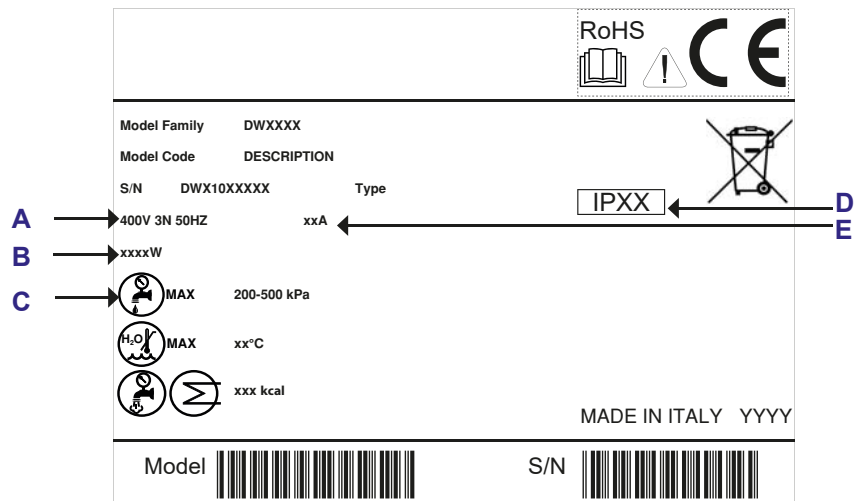 RoHS
CE
Model Family DWXXXX
Model Code DESCRIPTION
S/N DWX10XXXXX Type
IPXX
D
A
400V 3N 50HZ xxA
E
B
xxxxW
C
MAX 200-500 kPa
H₂O MAX xx°C
xxx kcal
MADE IN ITALY YYYY
Model S/N